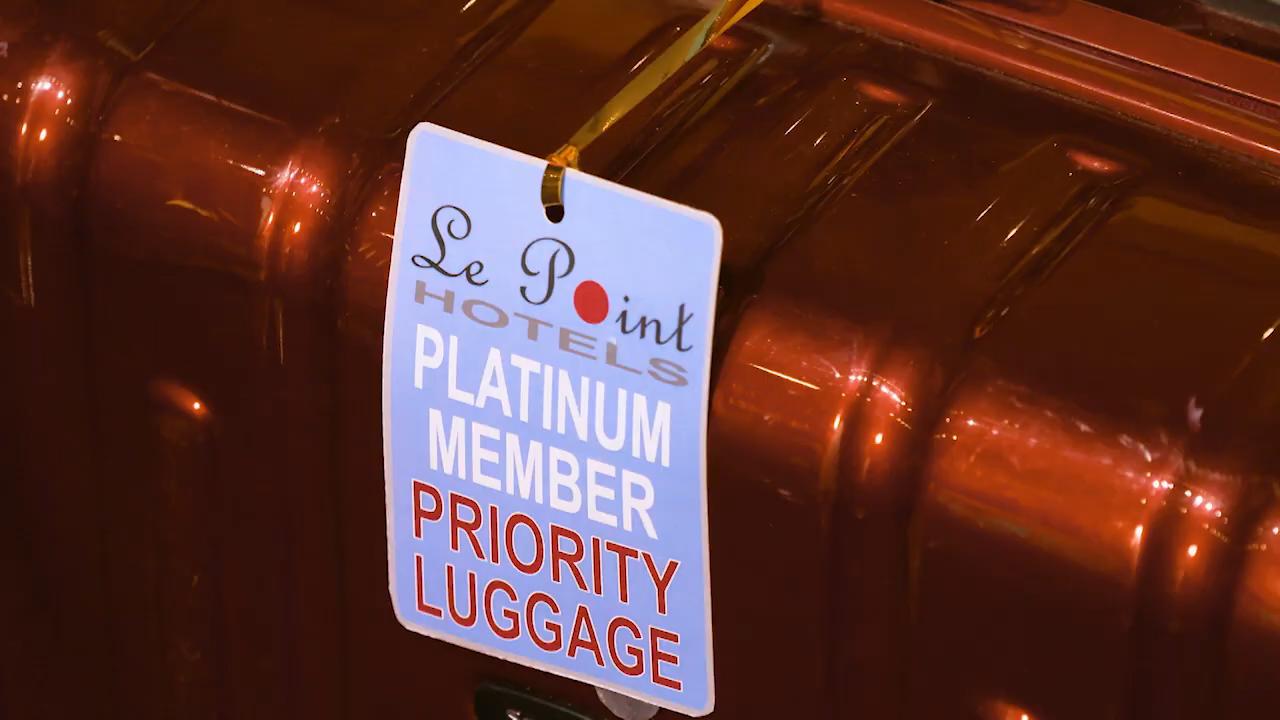 Le Point
HOTELS
PLATINUM
MEMBER
PRIORITY
LUGGAGE